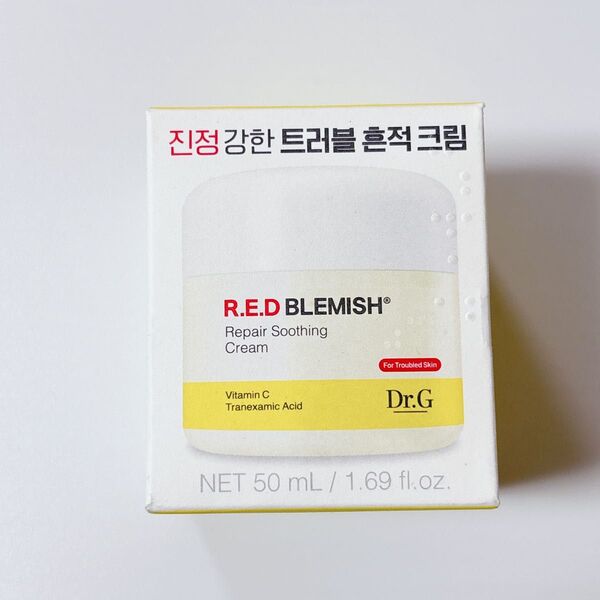 진정 강한 트러블 흔적 크림
R.E.D BLEMISH®
Repair Soothing
Cream
For Troubled Skin
Vitamin C
Tranexamic Acid
Dr.G
NET 50 mL / 1.69 fl.oz.